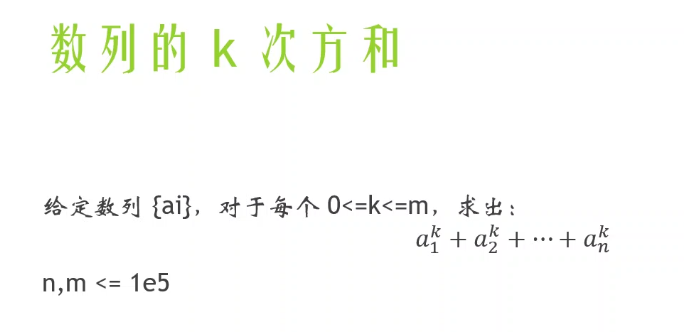 数列的 k 次方和
给定数列 {ai}，对于每个 0<=k<=m，求出：
$a_1^k + a_2^k + \cdots + a_n^k$
n,m <= 1e5